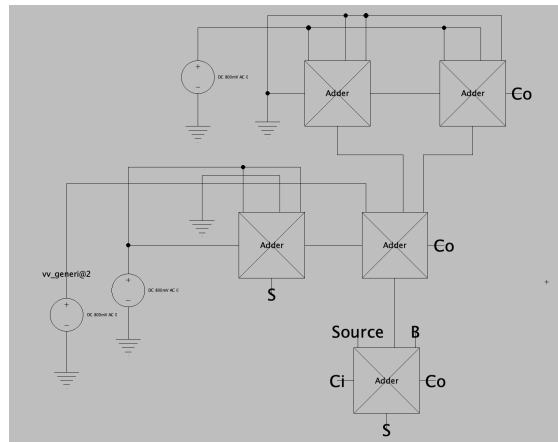 DC 800mV AC 0
Adder
Adder
Co
Adder
Adder
Co
S
vv_generi@2
DC 800mV AC 0
DC 800mV AC 0
Source
B
Ci
Adder
Co
S